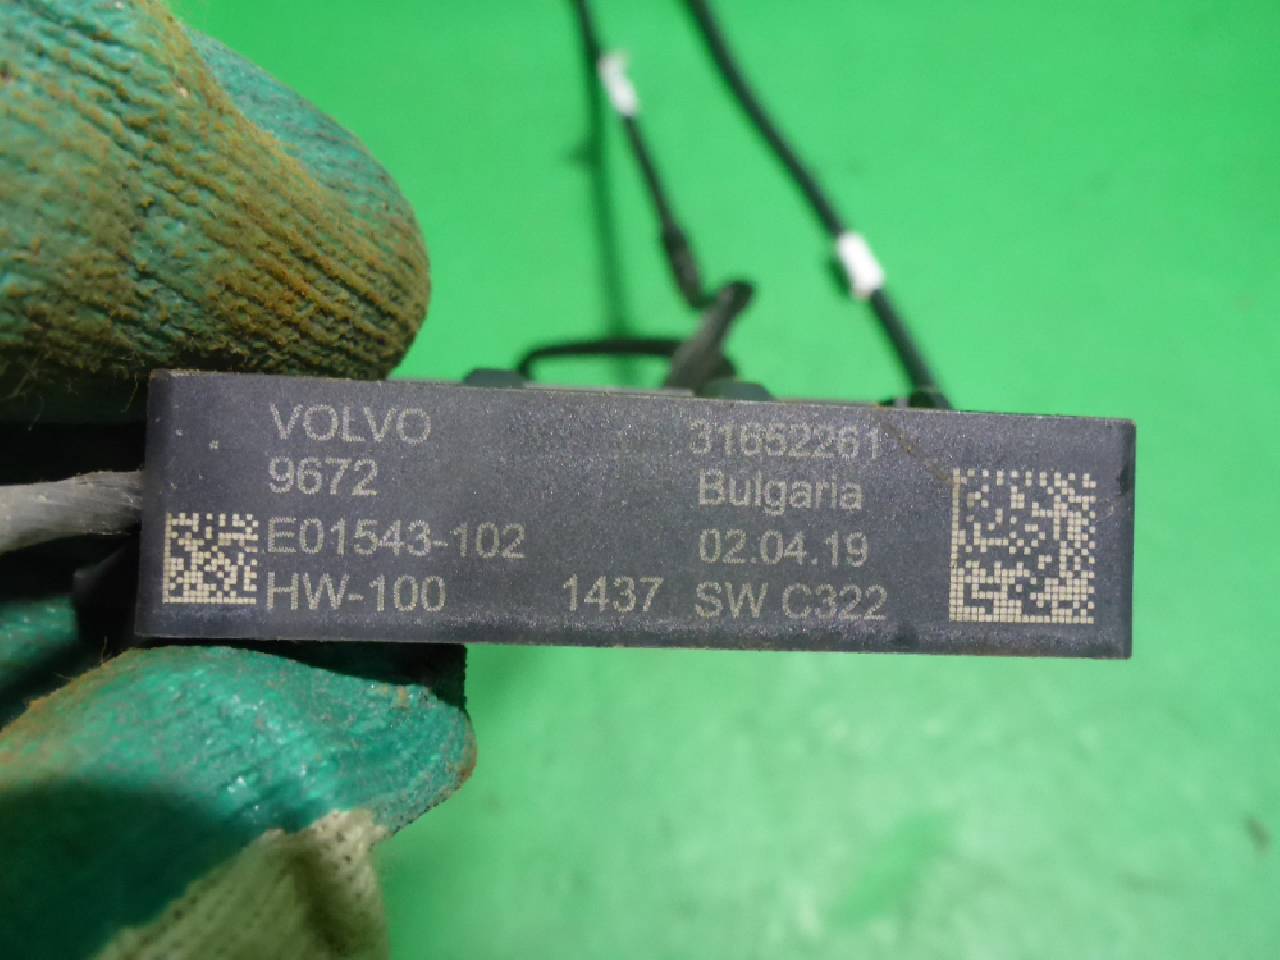 VOLVO 31652261
9672 Bulgaria
E01543-102 02.04.19
HW-100 1437 SW C322